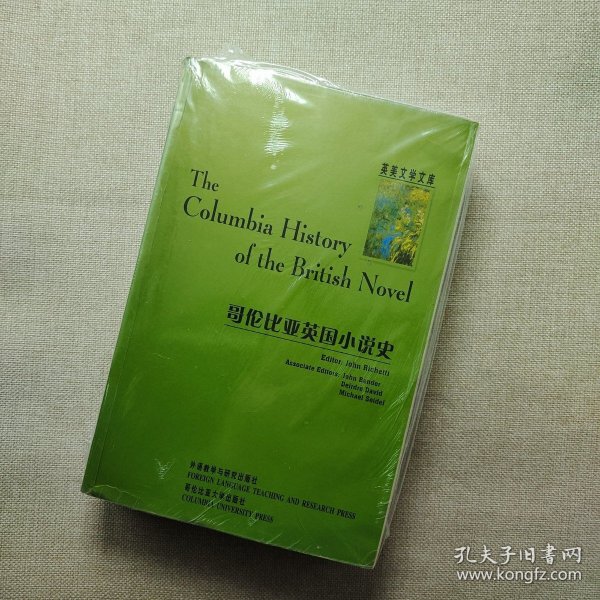 英美文学文库
The
Columbia History
of the British Novel
哥伦比亚英国小说史
Editor: John Richetti
Associate Editors: John Bender
Deirdre David
Michael Seidel
外语教学与研究出版社
FOREIGN LANGUAGE TEACHING AND RESEARCH PRESS
哥伦比亚大学出版社
COLUMBIA UNIVERSITY PRESS
孔夫子旧书网
www.kongfz.com